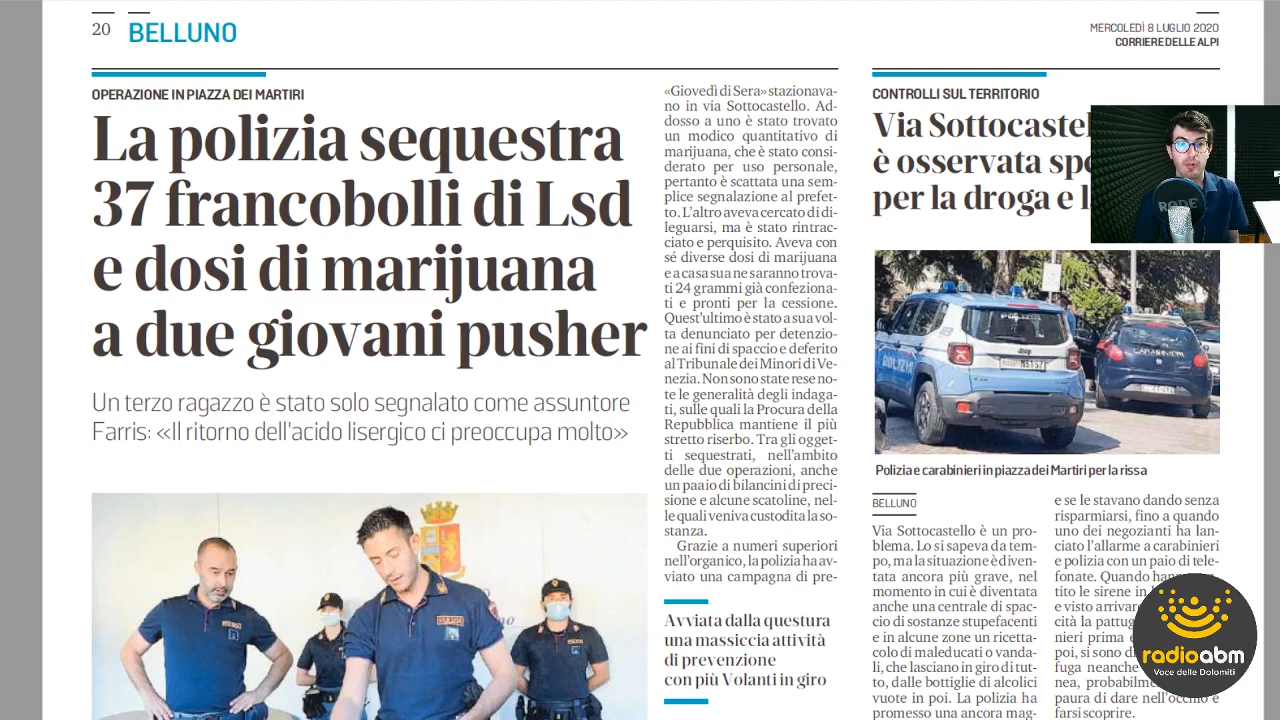 20
BELLUNO
MERCOLEDÌ 8 LUGLIO 2020
CORRIERE DELLE ALPI
OPERAZIONE IN PIAZZA DEI MARTIRI
La polizia sequestra
37 francobolli di Lsd
e dosi di marijuana
a due giovani pusher
Un terzo ragazzo è stato solo segnalato come assuntore
Farris: «Il ritorno dell'acido lisergico ci preoccupa molto»
«Giovedì di Sera» stazionava-
no in via Sottocastello. Ad-
dosso a uno è stato trovato
un modico quantitativo di
marijuana, che è stato consi-
derato per uso personale,
pertanto è scattata una sem-
plice segnalazione al prefet-
to. L'altro aveva cercato di di-
leguarsi, ma è stato rintrac-
ciato e perquisito. Aveva con
sé diverse dosi di marijuana
e a casa sua ne saranno trova-
ti 24 grammi già confeziona-
ti e pronti per la cessione.
Quest'ultimo è stato a sua vol-
ta denunciato per detenzio-
ne ai fini di spaccio e deferito
al Tribunale dei Minori di Ve-
nezia. Non sono state rese no-
te le generalità degli indaga-
ti, sulle quali la Procura della
Repubblica mantiene il più
stretto riserbo. Tra gli ogget-
ti sequestrati, nell'ambito
delle due operazioni, anche
un paaio di bilancini di preci-
sione e alcune scatoline, nel-
le quali veniva custodita la so-
stanza.
Grazie a numeri superiori
nell'organico, la polizia ha av-
viato una campagna di pre-
Avviata dalla questura
una massiccia attività
di prevenzione
con più Volanti in giro
CONTROLLI SUL TERRITORIO
Via Sottocastel
è osservata spe
per la droga e l
POLIZIA
Jeep
CARABINIERI
Polizia e carabinieri in piazza dei Martiri per la rissa
BELLUNO
Via Sottocastello è un pro-
blema. Lo si sapeva da tem-
po, ma la situazione è diven-
tata ancora più grave, nel
momento in cui è diventata
anche una centrale di spac-
cio di sostanze stupefacenti
e in alcune zone un ricetta-
colo di maleducati o vanda-
li, che lasciano in giro di tut-
to, dalle bottiglie di alcolici
vuote in poi. La polizia ha
promesso una ancora mag-
e se le stavano dando senza
risparmiarsi, fino a quando
uno dei negozianti ha lan-
ciato l'allarme a carabinieri
e polizia con un paio di tele-
fonate. Quando
tito le sirene in
e visto arrivar
cità la pattug
nieri prima e
poi, si sono di
fuga neanche
nea, probabilm
paura di dare nell'occhio e
farsi scoprire.
RODE
radioabm
Voce delle Dolomiti